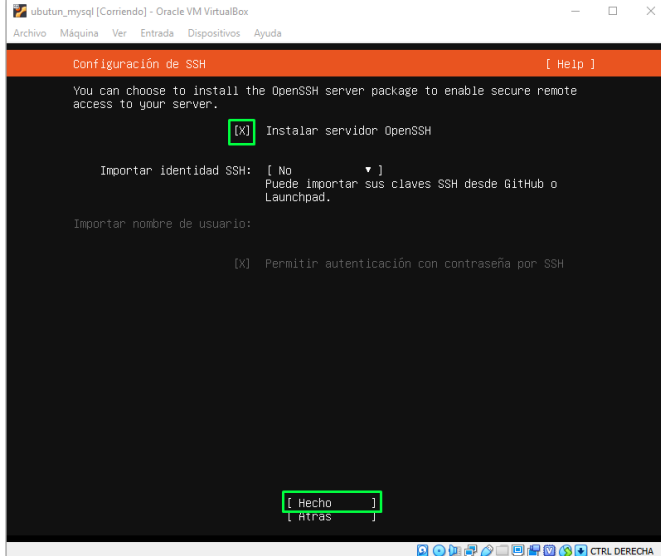 ubutun_mysql [Corriendo] - Oracle VM VirtualBox
Archivo Máquina Ver Entrada Dispositivos Ayuda
Configuración de SSH [ Help ]
You can choose to install the OpenSSH server package to enable secure remote
access to your server.
[X] Instalar servidor OpenSSH
Importar identidad SSH: [ No ▾ ]
Puede importar sus claves SSH desde GitHub o
Launchpad.
Importar nombre de usuario:
[X] Permitir autenticación con contraseña por SSH
[ Hecho ]
[ Atrás ]
CTRL DERECHA